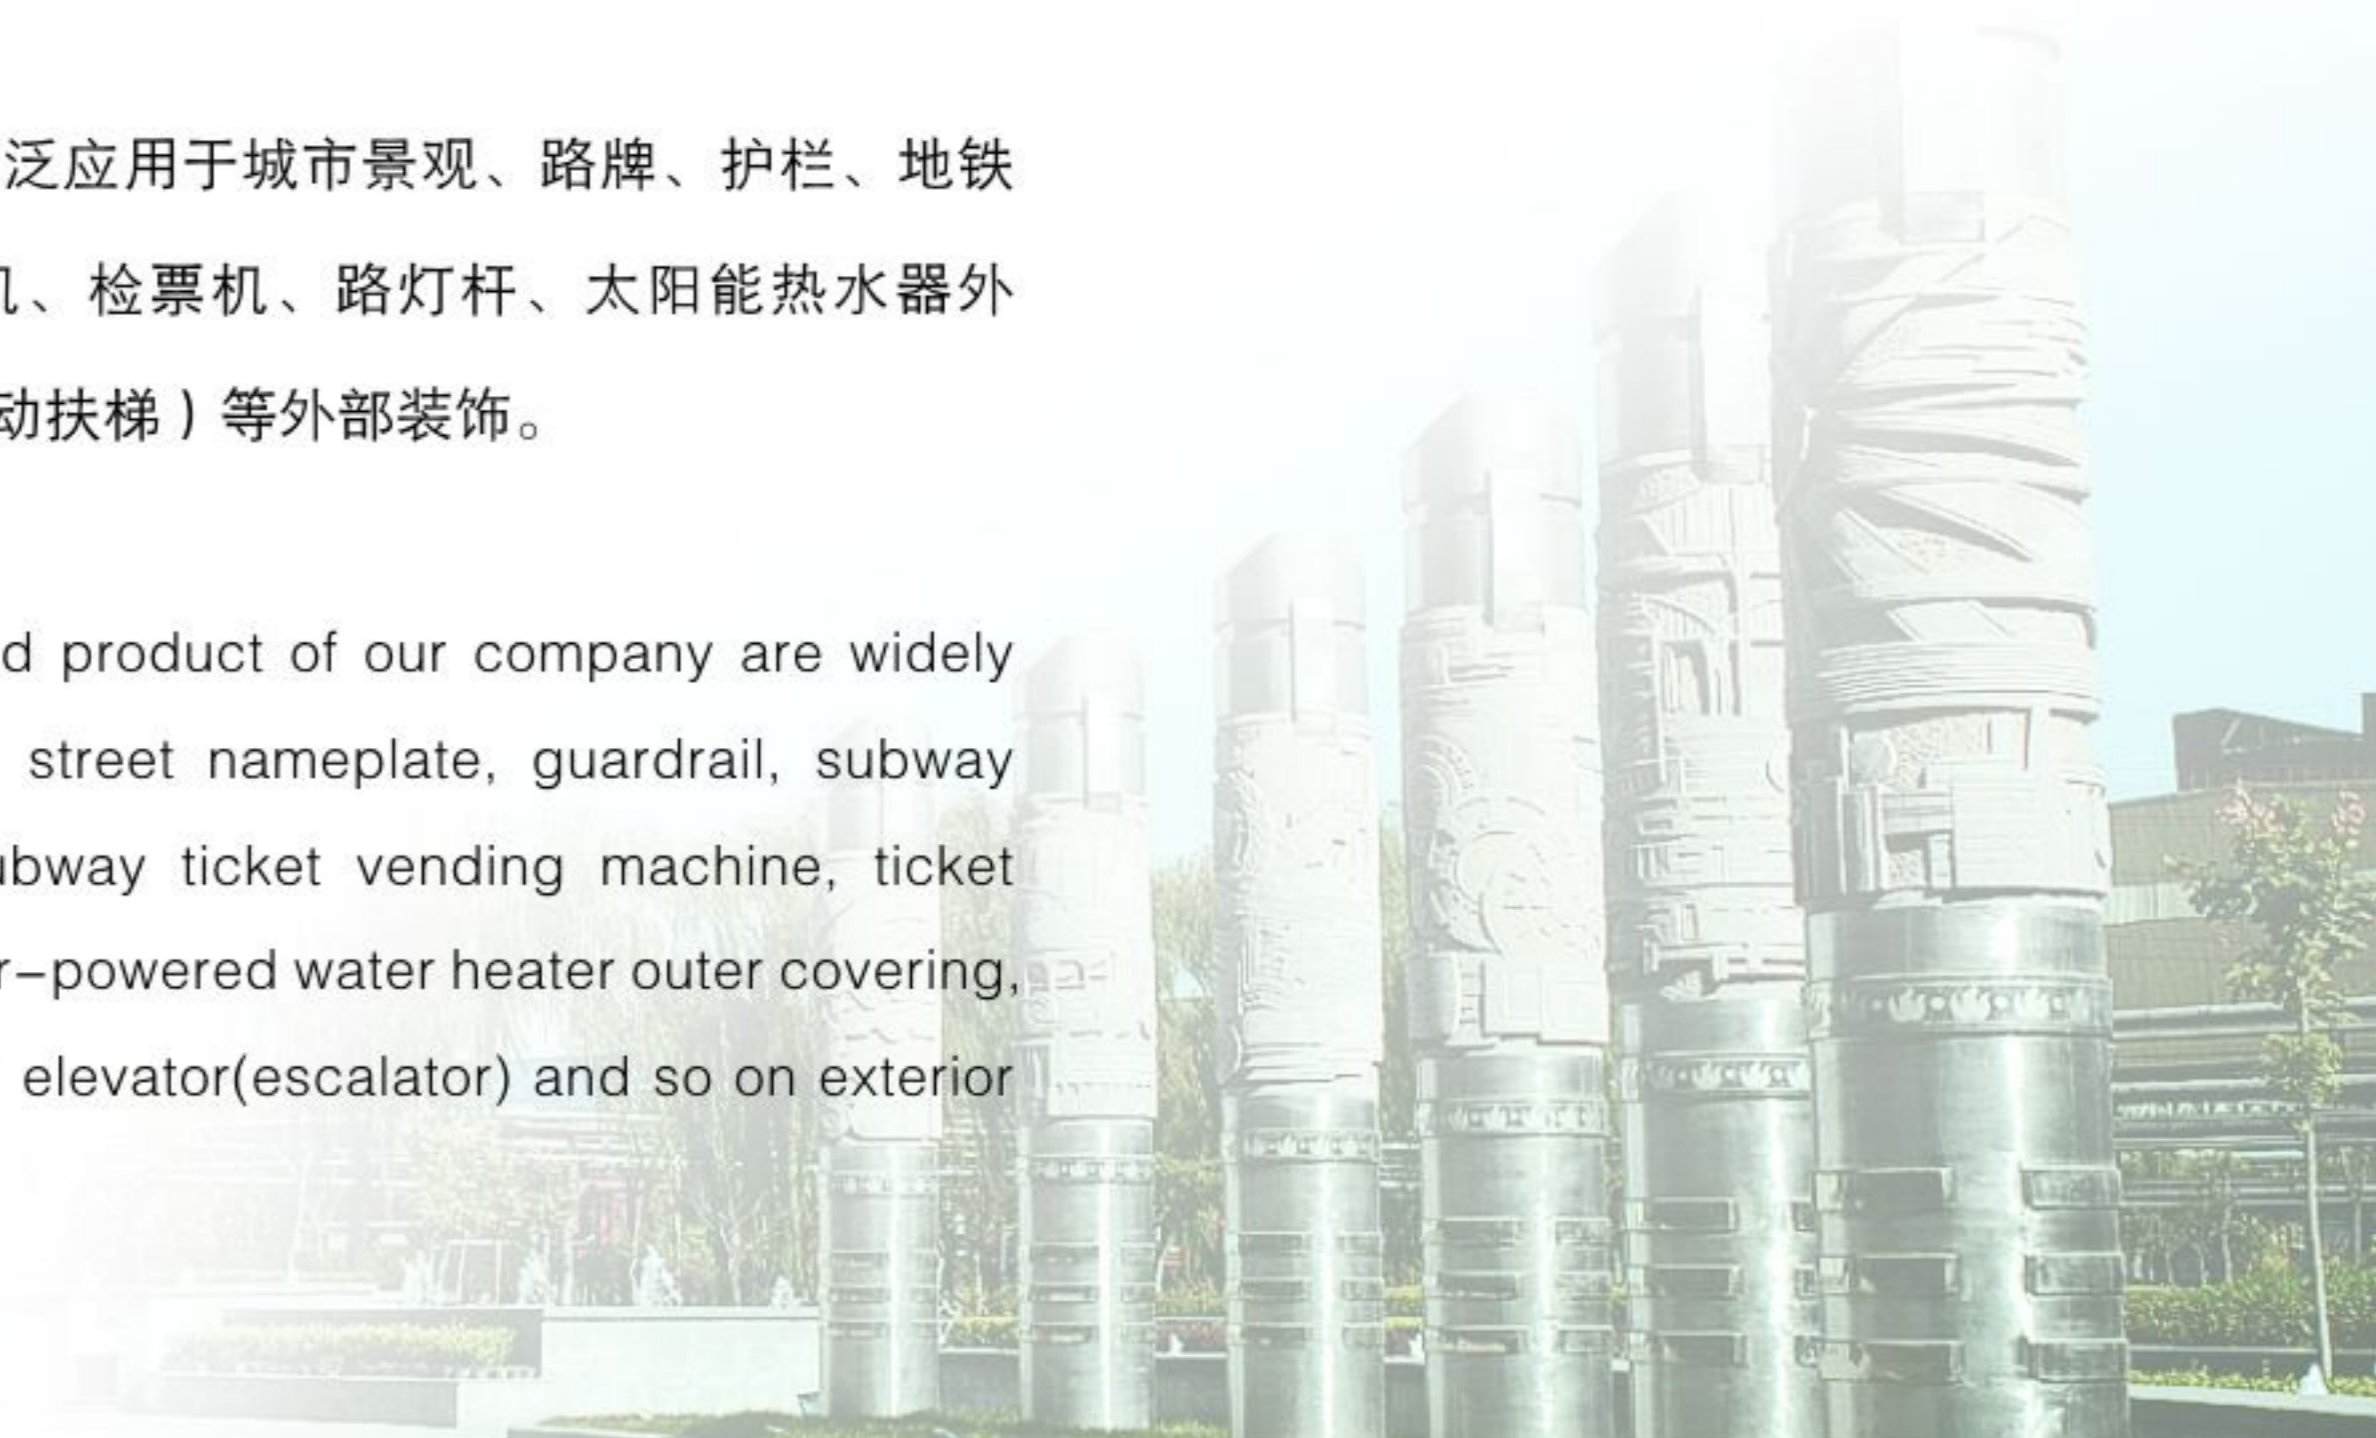 泛应用于城市景观、路牌、护栏、地铁
、检票机、路灯杆、太阳能热水器外
动扶梯）等外部装饰。
product of our company are widely
street nameplate, guardrail, subway
ticket vending machine, ticket
–powered water heater outer covering,
elevator(escalator) and so on exterior